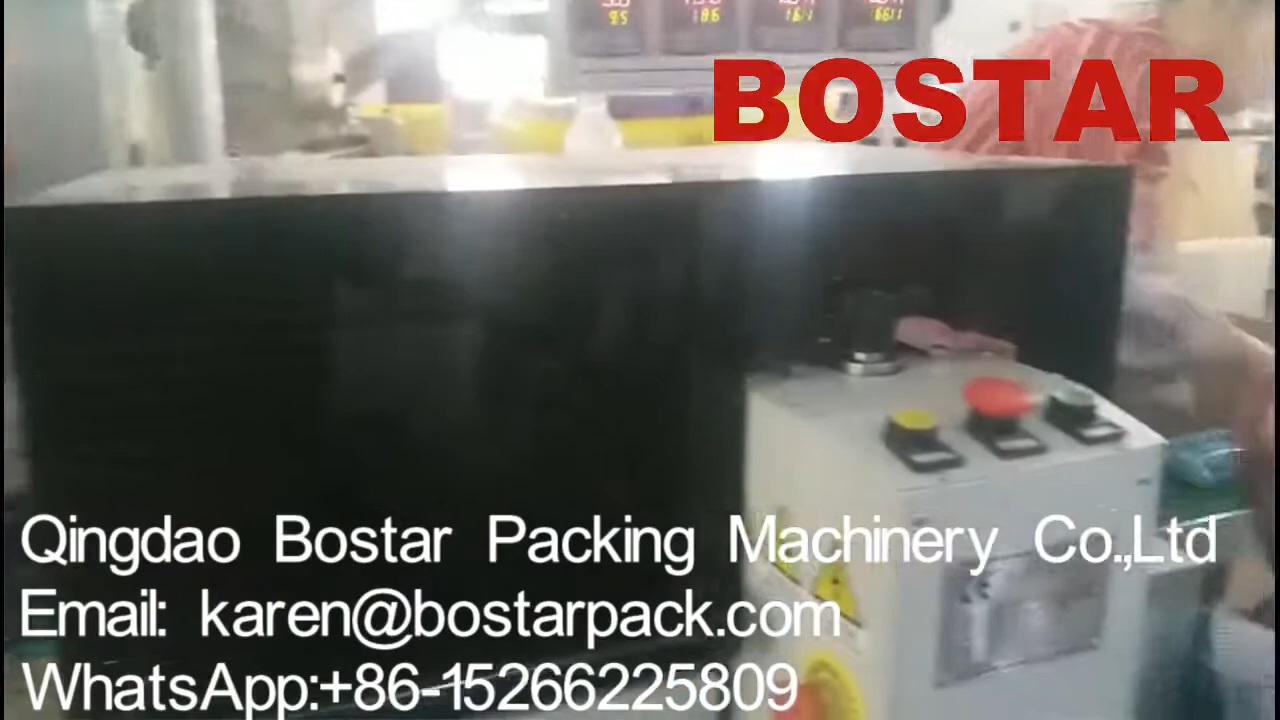 BOSTAR
Qingdao Bostar Packing Machinery Co.,Ltd
Email: karen@bostarpack.com
WhatsApp:+86-15266225809